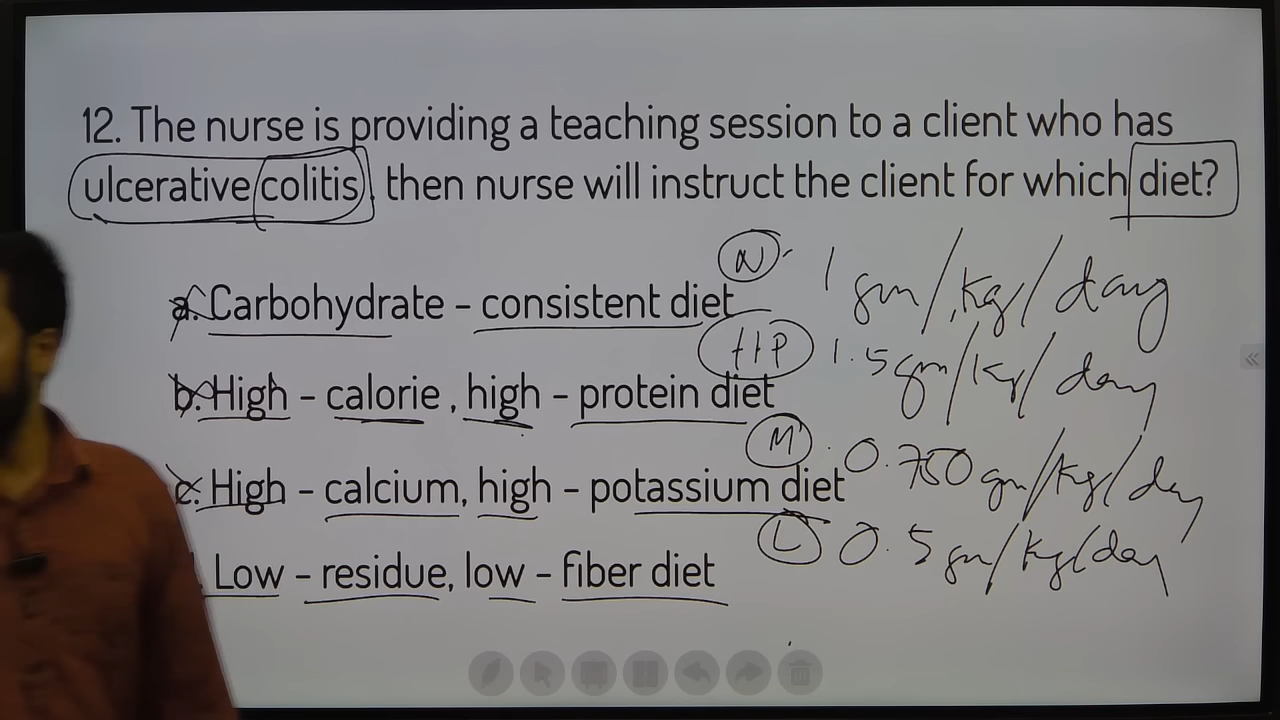 12. The nurse is providing a teaching session to a client who has
ulcerative colitis, then nurse will instruct the client for which diet?
a. Carbohydrate - consistent diet
N 1 gm/kg/day
b. High - calorie, high - protein diet
HP 1.5 gm/kg/day
c. High - calcium, high - potassium diet
M 0.750 gm/kg/day
. Low - residue, low - fiber diet
L 0.5 gm/kg/day